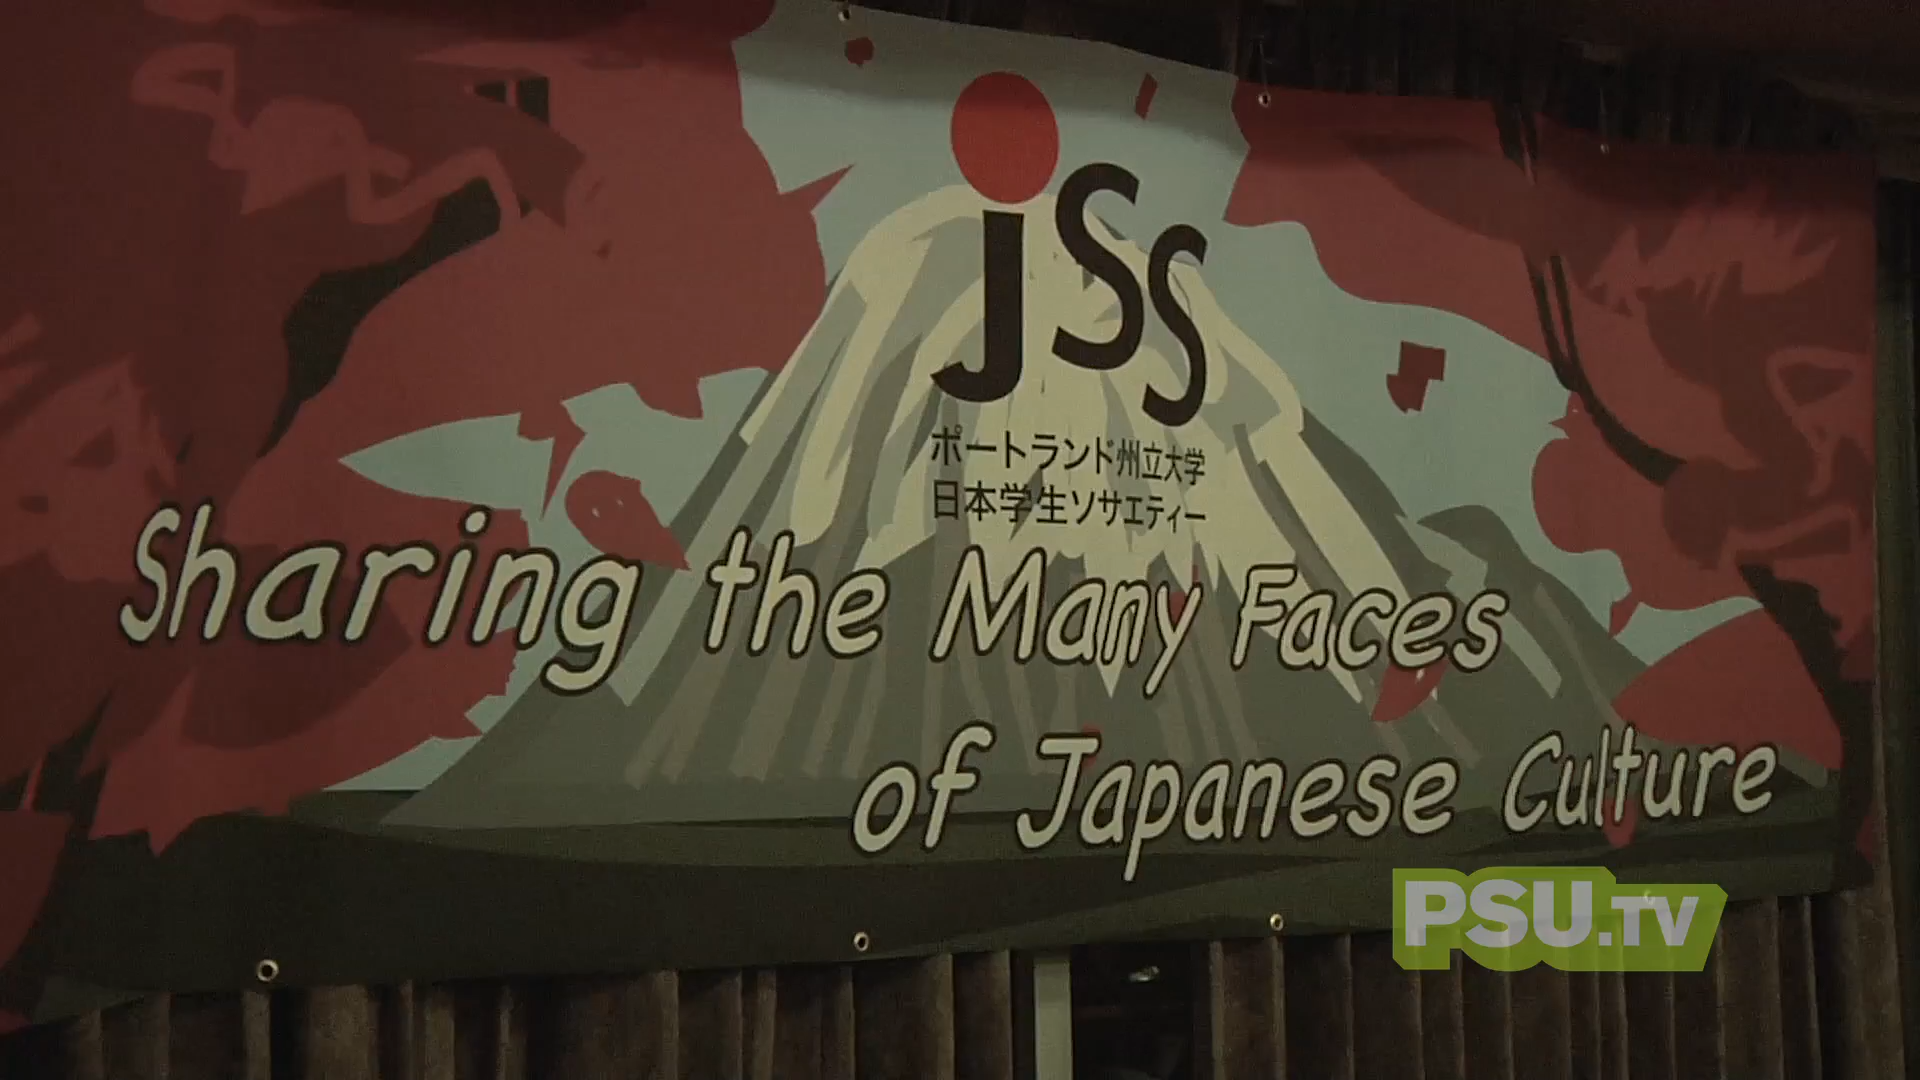 jss
ポートランド州立大学
日本学生ソサエティー
Sharing the Many Faces
of Japanese Culture
PSU.TV